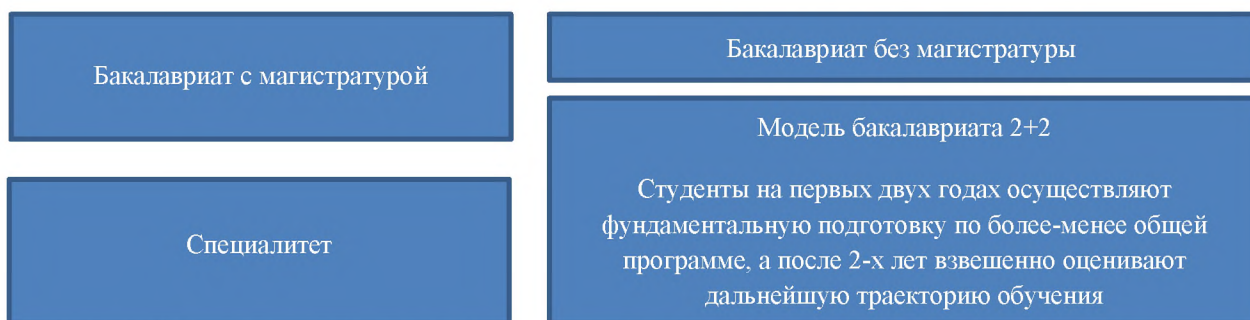 Бакалавриат с магистратурой
Специалитет
Бакалавриат без магистратуры
Модель бакалавриата 2+2
Студенты на первых двух годах осуществляют
фундаментальную подготовку по более-менее общей
программе, а после 2-х лет взвешенно оценивают
дальнейшую траекторию обучения